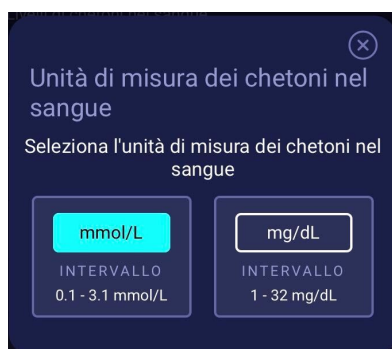 Unità di misura dei chetoni nel
sangue
Seleziona l'unità di misura dei chetoni nel
sangue
mmol/L
mg/dL
INTERVALLO
INTERVALLO
0.1 - 3.1 mmol/L
1 - 32 mg/dL